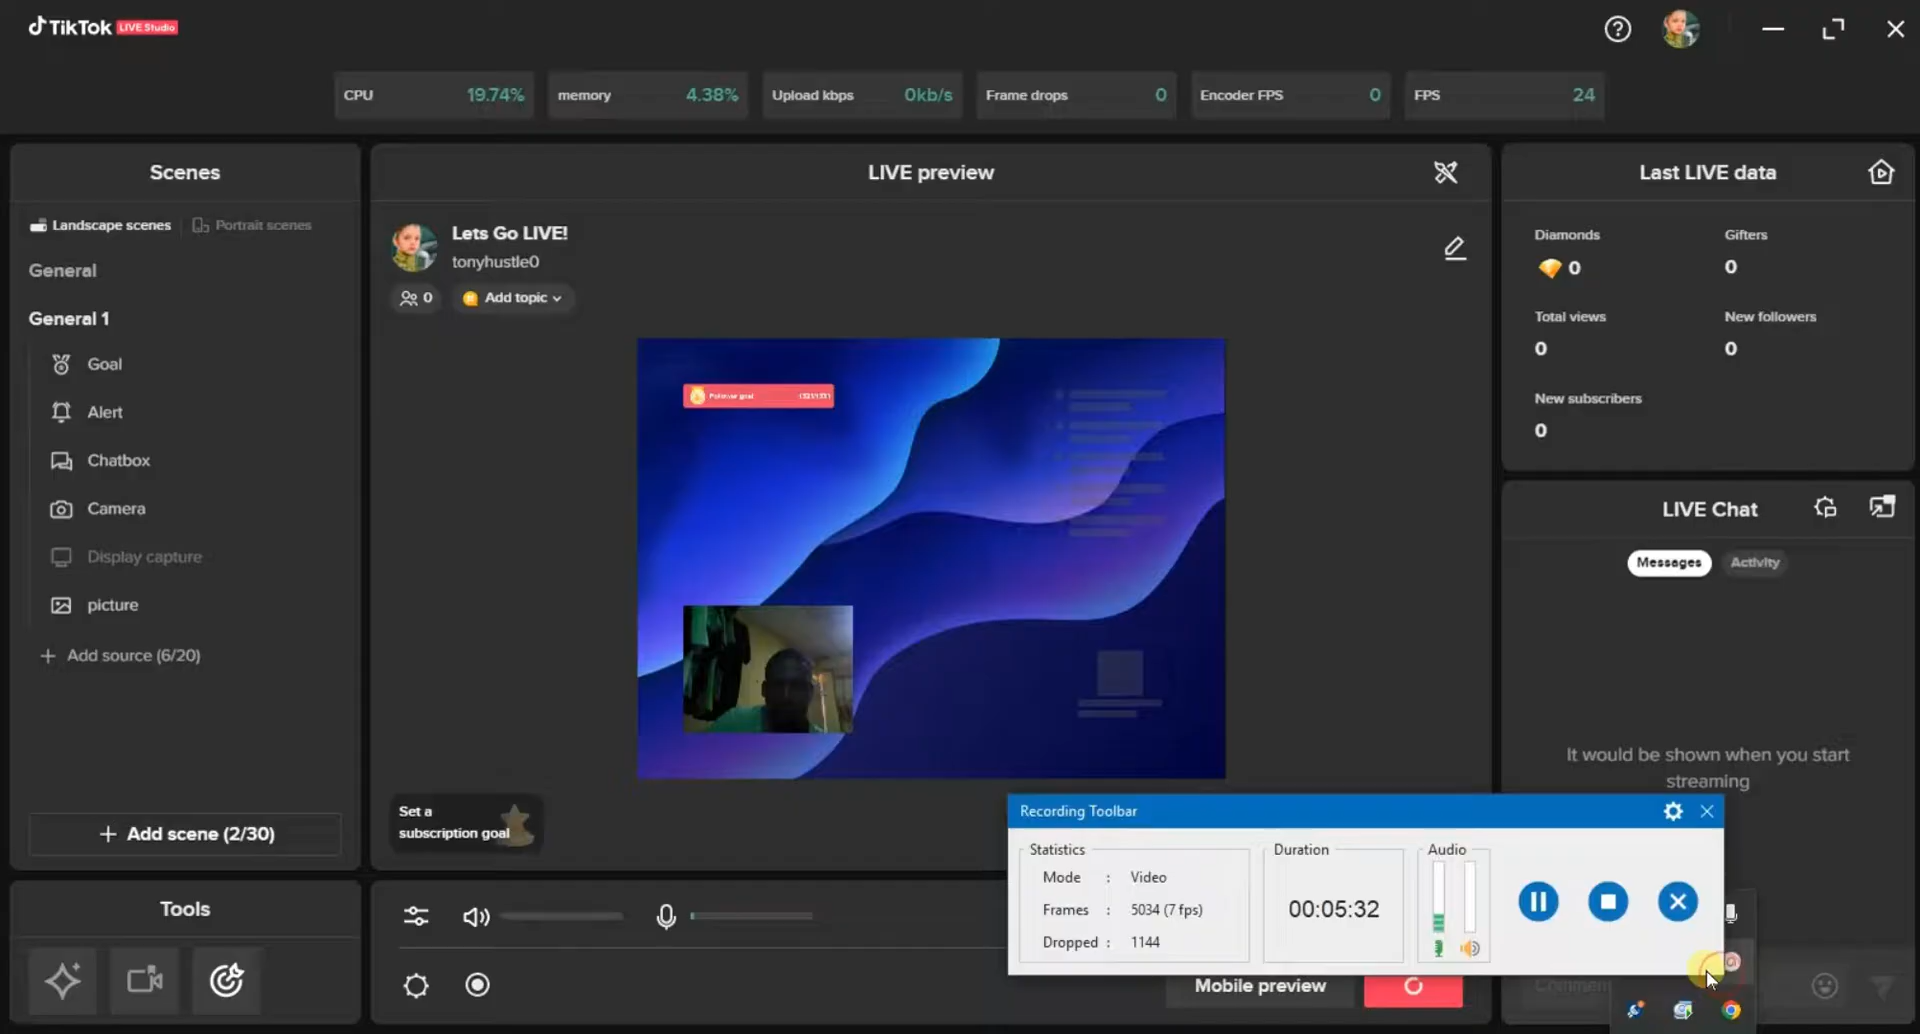 TikTok LIVE Studio
CPU 19.74%
memory 4.38%
Upload kbps 0kb/s
Frame drops 0
Encoder FPS 0
FPS 24
Scenes
Landscape scenes
Portrait scenes
General
General 1
Goal
Alert
Chatbox
Camera
Display capture
picture
Add source (6/20)
Add scene (2/30)
Tools
LIVE preview
Lets Go LIVE!
tonyhustle0
0
Add topic
Follower goal
Set a
subscription goal
Mobile preview
Last LIVE data
Diamonds
Gifters
0
0
Total views
New followers
0
0
New subscribers
0
LIVE Chat
Messages
Activity
It would be shown when you start
streaming
Recording Toolbar
Statistics
Mode : Video
Frames : 5034 (7 fps)
Dropped : 1144
Duration
00:05:32
Audio
Commen